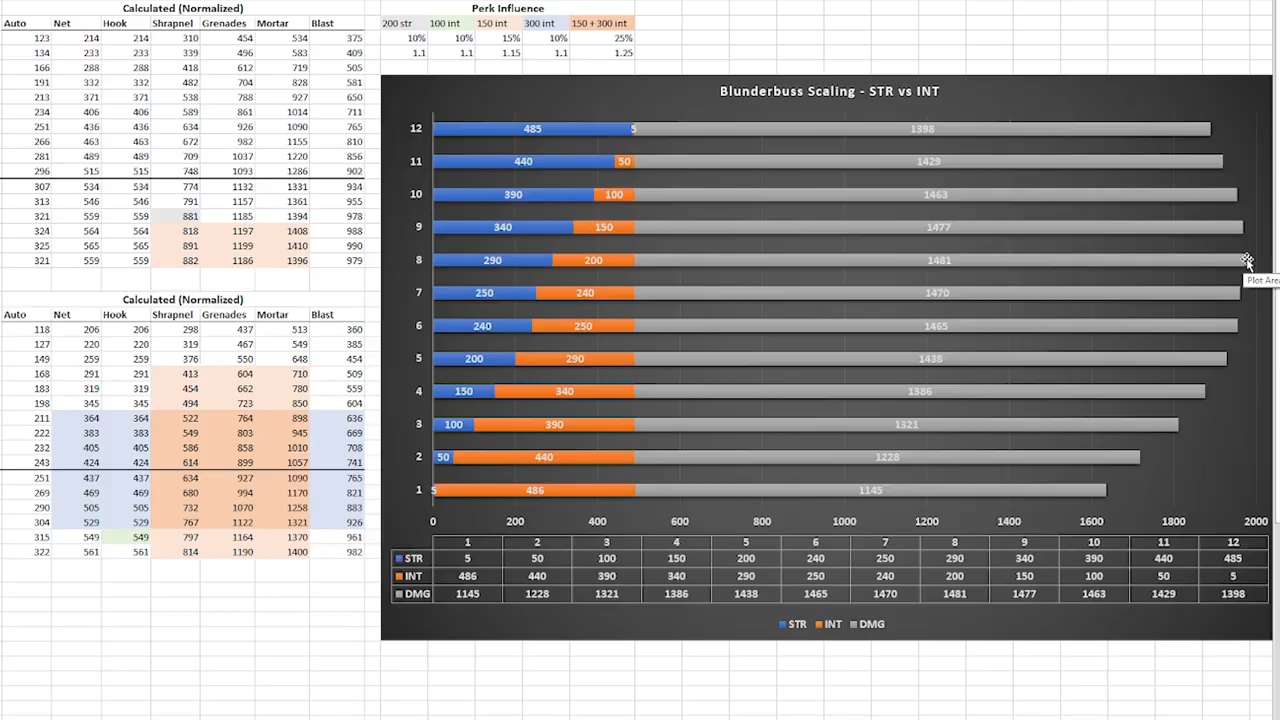 Calculated (Normalized)
Auto Net Hook Shrapnel Grenades Mortar Blast
123 214 214 310 454 534 375
134 233 233 339 496 583 409
166 288 288 418 612 719 505
191 332 332 482 704 828 581
213 371 371 538 788 927 650
234 406 406 589 861 1014 711
251 436 436 634 926 1090 765
266 463 463 672 982 1155 810
281 489 489 709 1037 1220 856
296 515 515 748 1093 1286 902
307 534 534 774 1132 1331 934
313 546 546 791 1157 1361 955
321 559 559 881 1185 1394 978
324 564 564 818 1197 1408 988
325 565 565 891 1199 1410 990
321 559 559 882 1186 1396 979
Calculated (Normalized)
Auto Net Hook Shrapnel Grenades Mortar Blast
118 206 206 298 437 513 360
127 220 220 319 467 549 385
149 259 259 376 550 648 454
168 291 291 413 604 710 509
183 319 319 454 662 780 559
198 345 345 494 723 850 604
211 364 364 522 764 898 636
222 383 383 549 803 945 669
232 405 405 586 858 1010 708
243 424 424 614 899 1057 741
251 437 437 634 927 1090 765
269 469 469 680 994 1170 821
290 505 505 732 1070 1258 883
304 529 529 767 1122 1321 926
315 549 549 797 1164 1370 961
322 561 561 814 1190 1400 982
Perk Influence
200 str 100 int 150 int 300 int 150 + 300 int
10% 10% 15% 10% 25%
1.1 1.1 1.15 1.1 1.25
Blunderbuss Scaling - STR vs INT
12 485 5 1398
11 440 50 1429
10 390 100 1463
9 340 150 1477
8 290 200 1481
7 250 240 1470
6 240 250 1465
5 200 290 1438
4 150 340 1386
3 100 390 1321
2 50 440 1228
1 5 486 1145
0 200 400 600 800 1000 1200 1400 1600 1800 2000
1 2 3 4 5 6 7 8 9 10 11 12
STR 5 50 100 150 200 240 250 290 340 390 440 485
INT 486 440 390 340 290 250 240 200 150 100 50 5
DMG 1145 1228 1321 1386 1438 1465 1470 1481 1477 1463 1429 1398
STR INT DMG
Plot